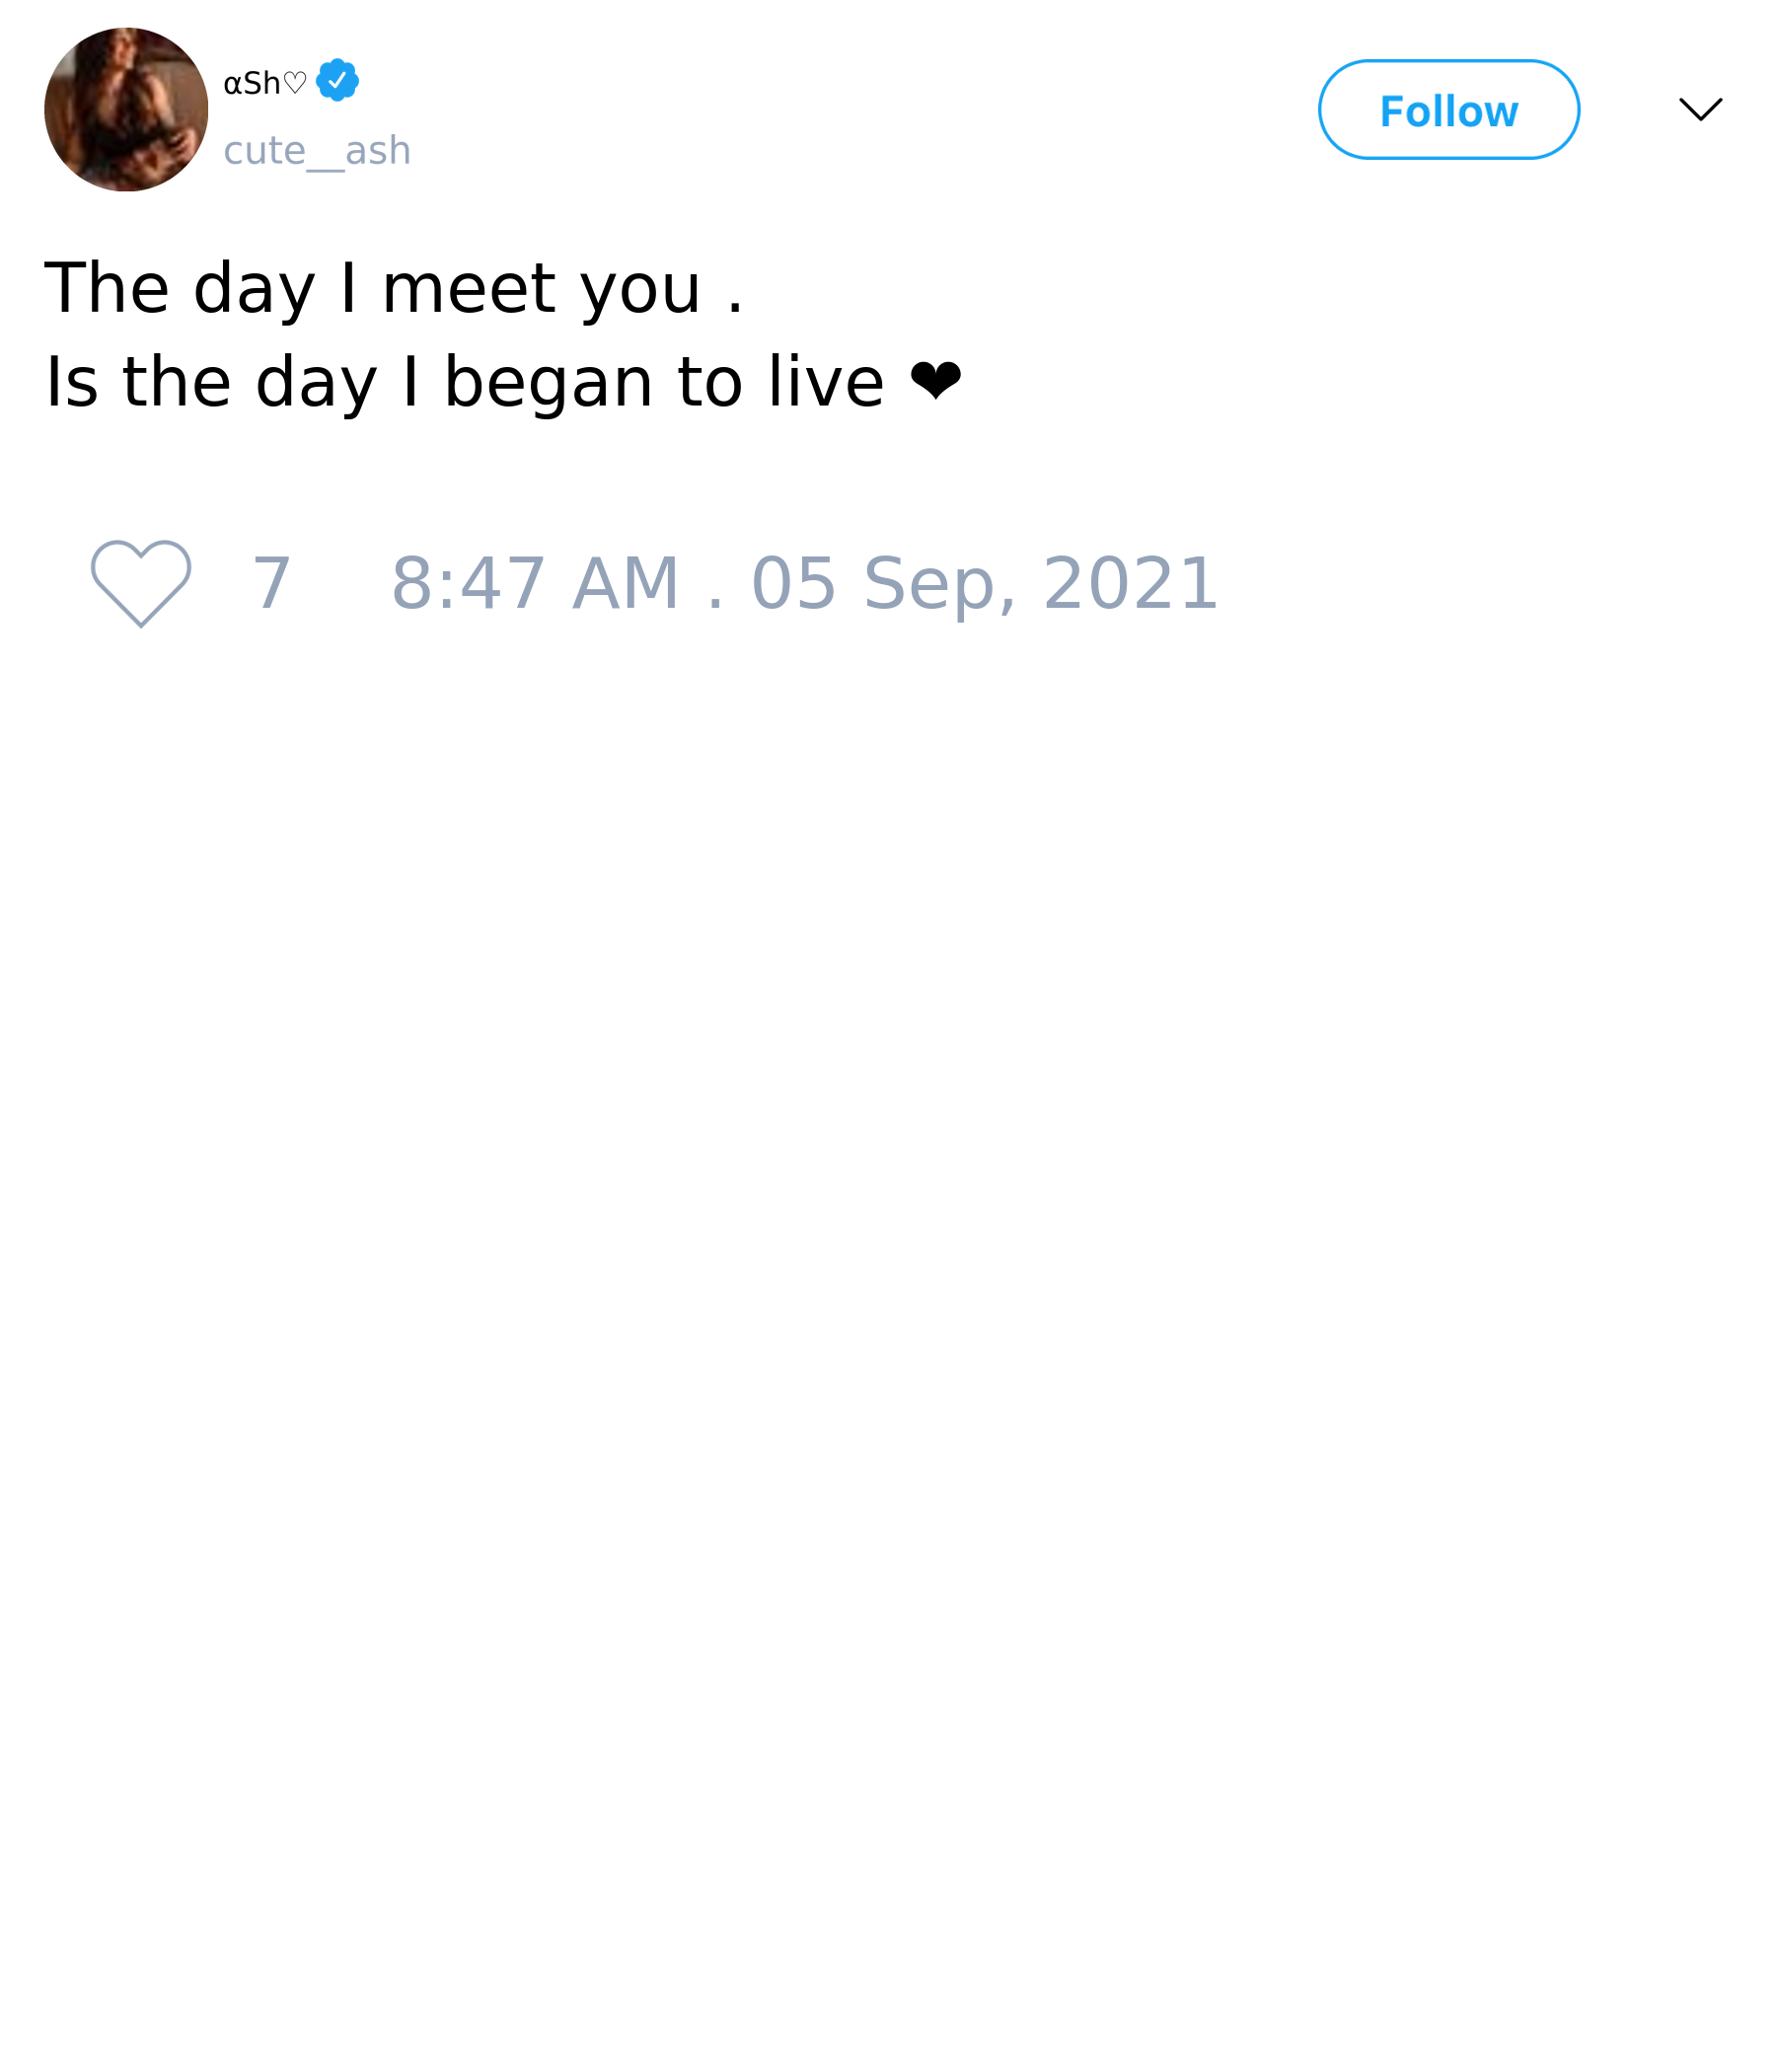 αSh♡
cute__ash
Follow
The day I meet you .
Is the day I began to live ❤
7 8:47 AM . 05 Sep, 2021